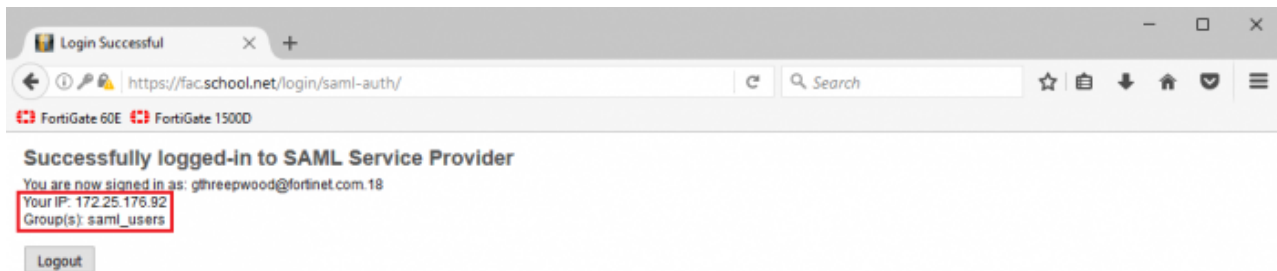 Login Successful
https://fac.school.net/login/saml-auth/
Search
FortiGate 60E FortiGate 1500D
Successfully logged-in to SAML Service Provider
You are now signed in as: gthreepwood@fortinet.com.18
Your IP: 172.25.176.92
Group(s): saml_users
Logout